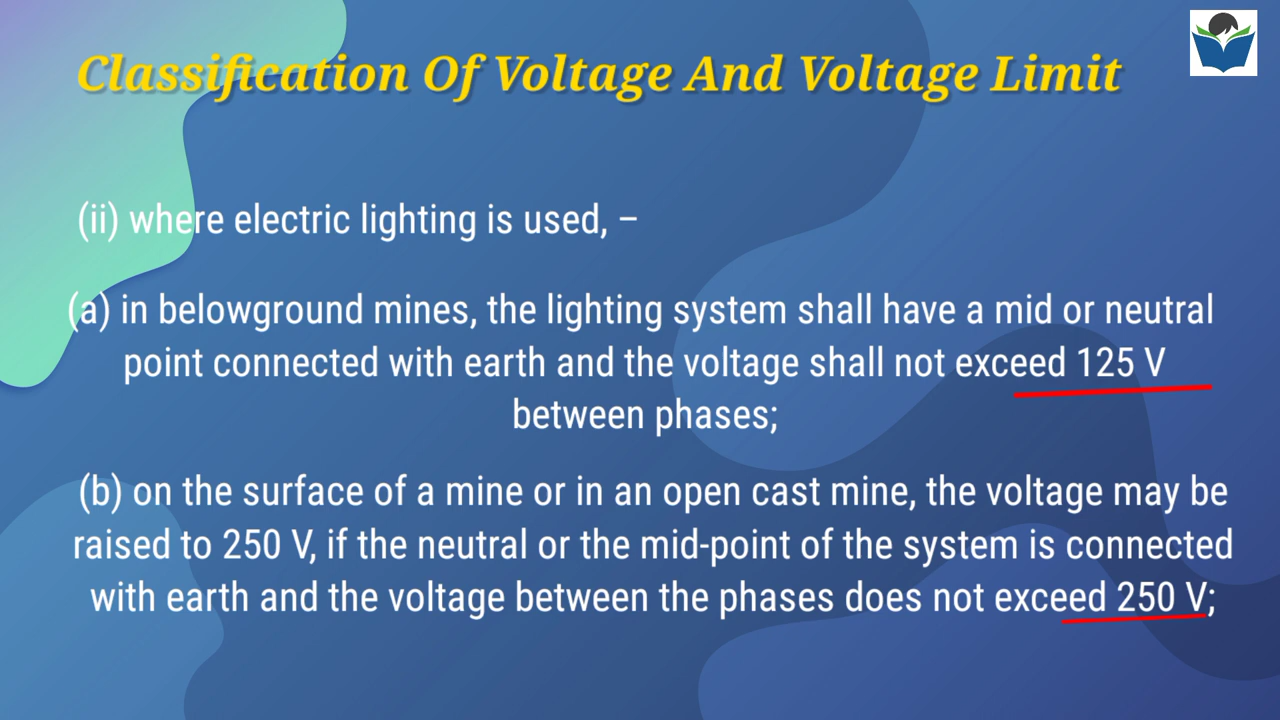 Classification Of Voltage And Voltage Limit
(ii) where electric lighting is used, –
(a) in belowground mines, the lighting system shall have a mid or neutral
point connected with earth and the voltage shall not exceed 125 V
between phases;
(b) on the surface of a mine or in an open cast mine, the voltage may be
raised to 250 V, if the neutral or the mid-point of the system is connected
with earth and the voltage between the phases does not exceed 250 V;